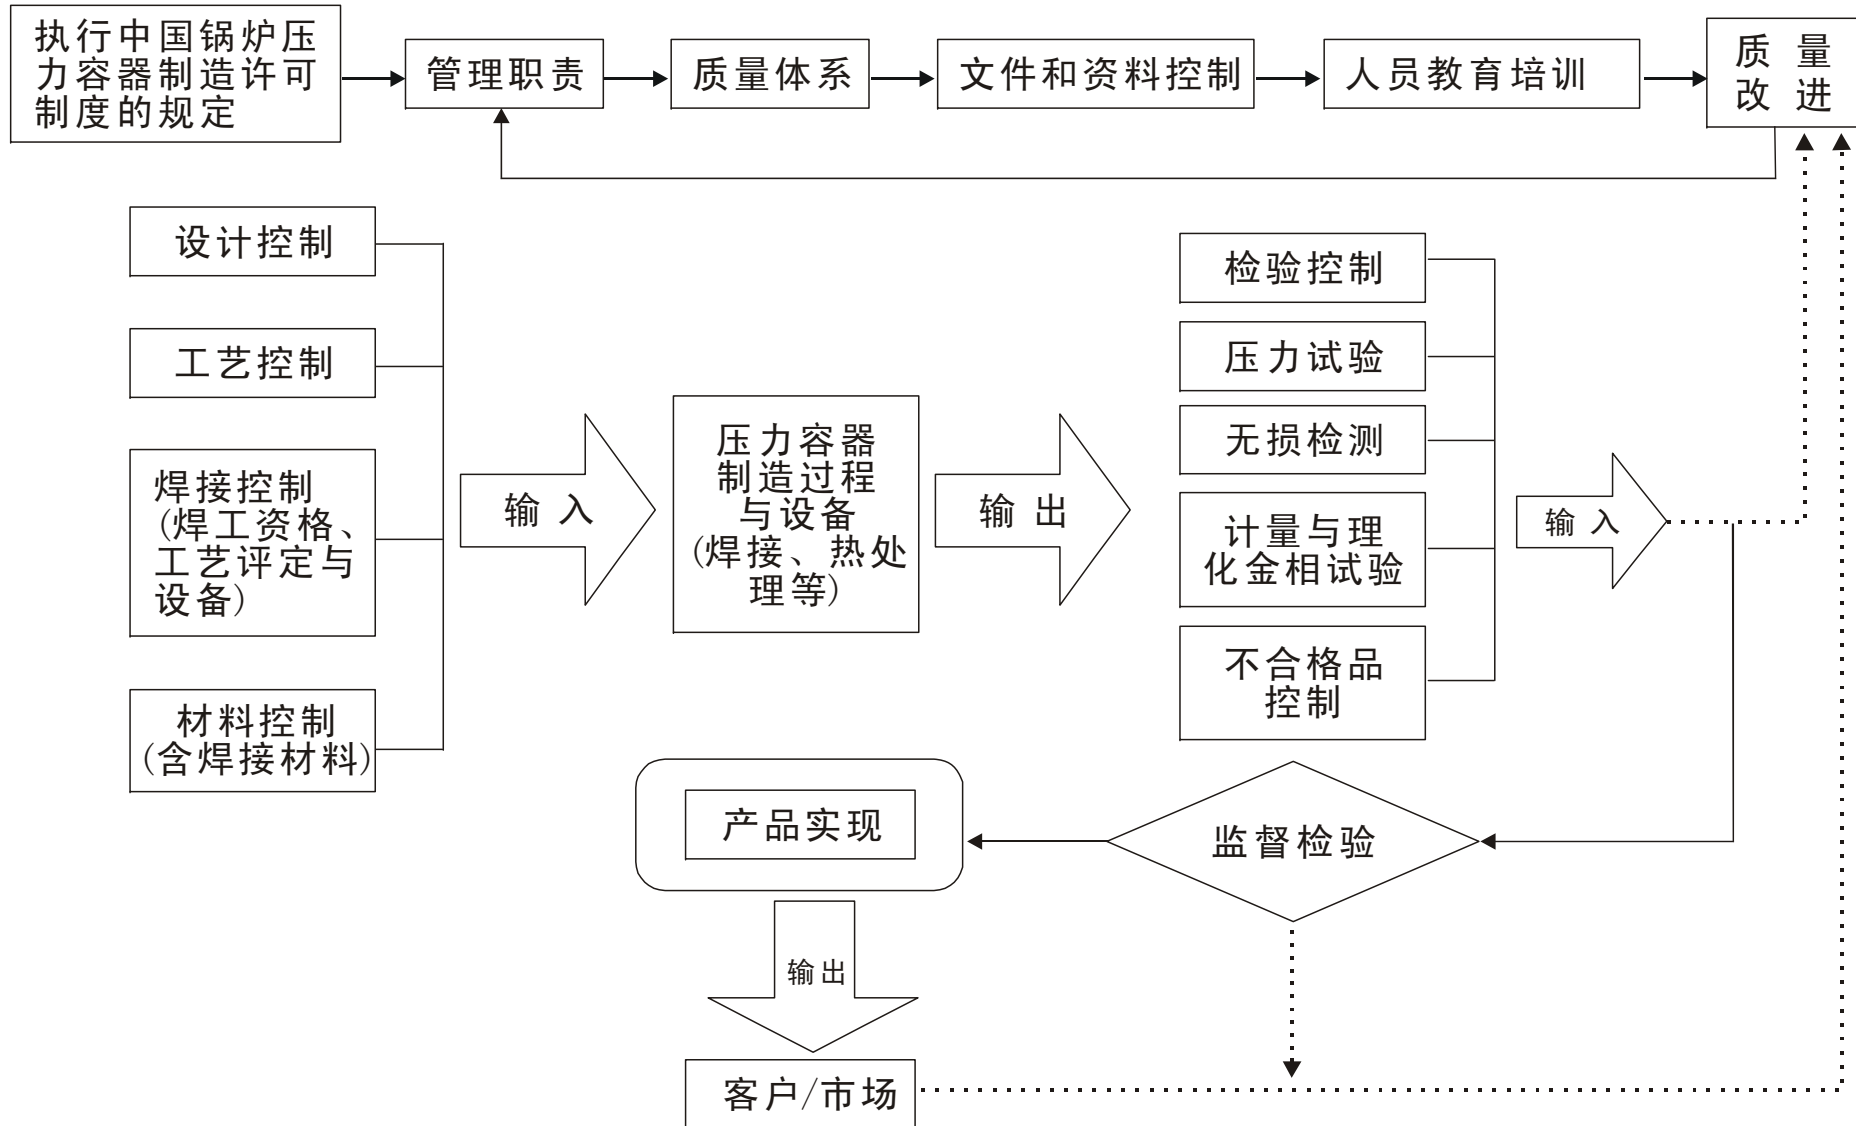 执行中国锅炉压
力容器制造许可
制度的规定
管理职责
质量体系
文件和资料控制
人员教育培训
质 量
改 进
设计控制
工艺控制
焊接控制
(焊工资格、
工艺评定与
设备)
材料控制
(含焊接材料)
输 入
压力容器
制造过程
与设备
(焊接、热处
理等)
输 出
检验控制
压力试验
无损检测
计量与理
化金相试验
不合格品
控制
输 入
监督检验
产品实现
输出
客户/市场